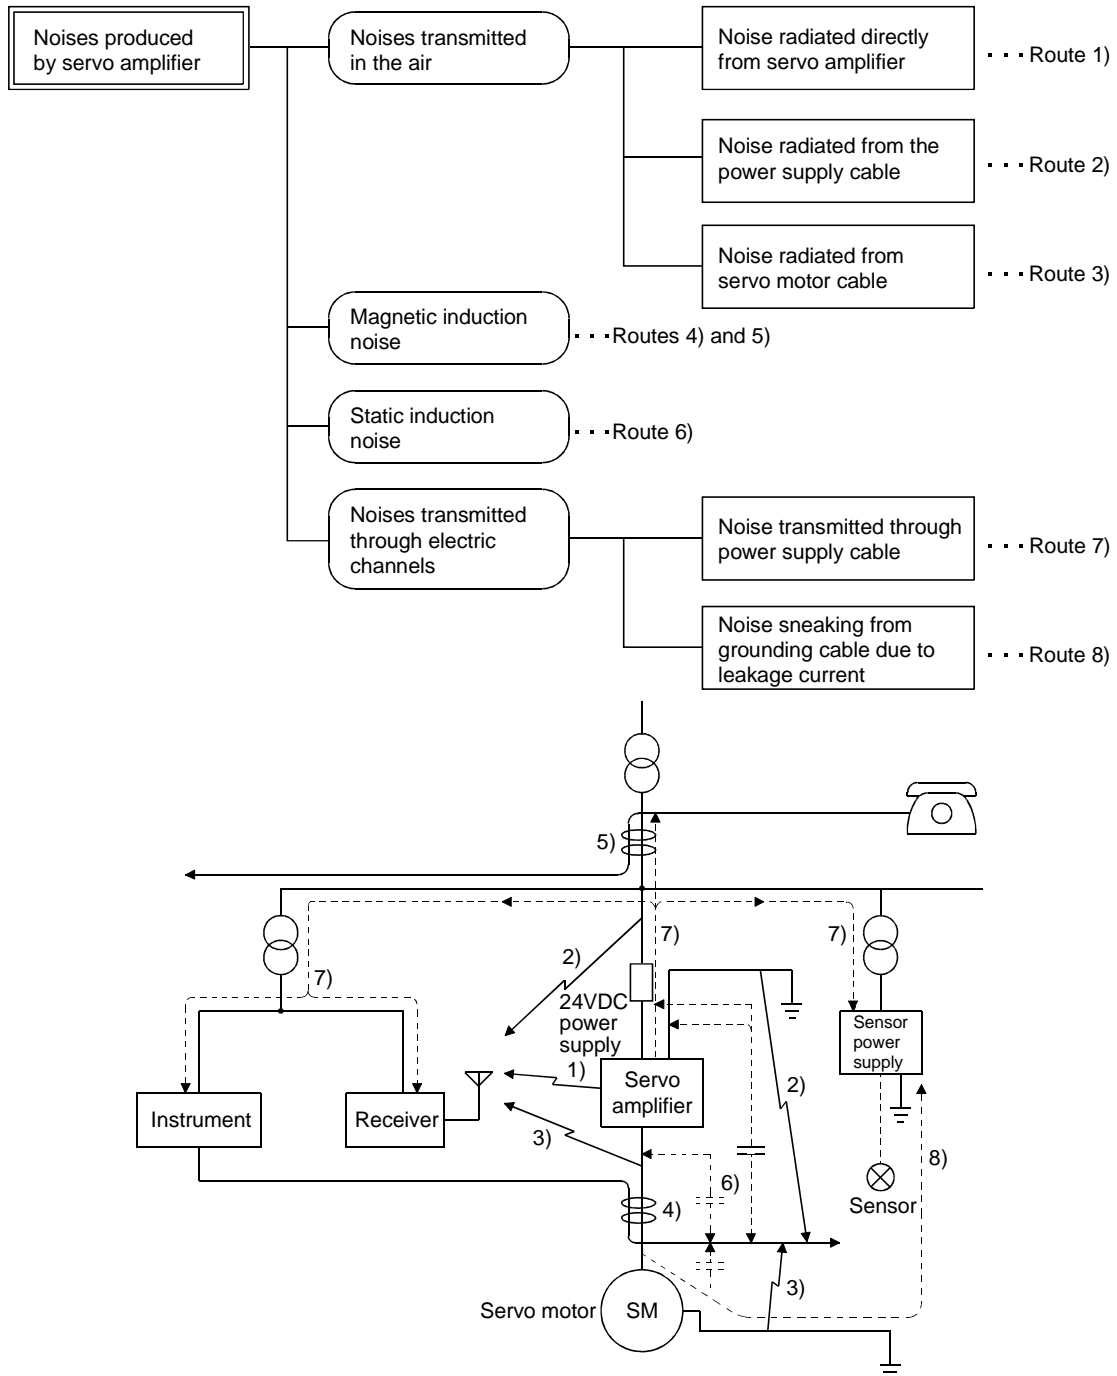 Noises produced
by servo amplifier
Noises transmitted
in the air
Noise radiated directly
from servo amplifier
· · · Route 1)
Noise radiated from the
power supply cable
· · · Route 2)
Noise radiated from
servo motor cable
· · · Route 3)
Magnetic induction
noise
· · · Routes 4) and 5)
Static induction
noise
· · · Route 6)
Noises transmitted
through electric
channels
Noise transmitted through
power supply cable
· · · Route 7)
Noise sneaking from
grounding cable due to
leakage current
· · · Route 8)
5)
7)
7)
2)
7)
24VDC
power
supply
Sensor
power
supply
1)
Servo
amplifier
2)
Instrument
Receiver
3)
8)
6)
Sensor
4)
3)
Servo motor
SM